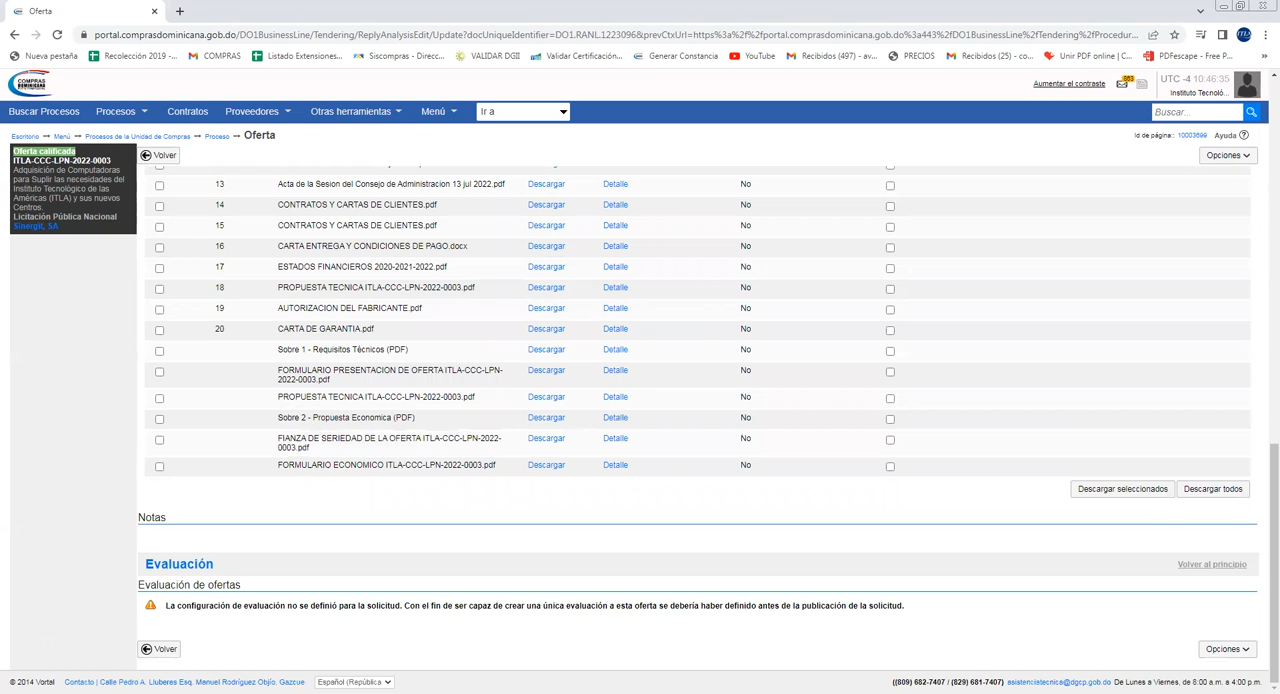 Oferta
portal.comprasdominicana.gob.do/DO1BusinessLine/Tendering/ReplyAnalysisEdit/Update?docUniqueIdentifier=DO1.RANL.1223096&prevCtxUrl=https%3a%2f%2fportal.comprasdominicana.gob.do%3a443%2fDO1BusinessLine%2fTendering%2fProcedur...
Nueva pestaña Recolección 2019 -... COMPRAS Listado Extensiones... Siscompras - Direcc... VALIDAR DGII Validar Certificación... Generar Constancia Recibidos (497) - av... YouTube PRECIOS Recibidos (25) - co... Unir PDF online | C... PDFescape - Free P... »
COMPRAS DOMINICANA Aumentar el contraste 663 UTC -4 10:46:35
Instituto Tecnoló...
Buscar Procesos Procesos Contratos Proveedores Otras herramientas Menú Ir a Buscar...
Escritorio → Menú → Procesos de la Unidad de Compras → Proceso → Oferta Id de página: 10003699 Ayuda
Oferta calificada
ITLA-CCC-LPN-2022-0003
Adquisición de Computadoras
para Suplir las necesidades del
Instituto Tecnológico de las
Américas (ITLA) y sus nuevos
Centros.
Licitación Pública Nacional
Sinergit, SA
Volver Opciones
13 Acta de la Sesion del Consejo de Administracion 13 jul 2022.pdf Descargar Detalle No
14 CONTRATOS Y CARTAS DE CLIENTES.pdf Descargar Detalle No
15 CONTRATOS Y CARTAS DE CLIENTES.pdf Descargar Detalle No
16 CARTA ENTREGA Y CONDICIONES DE PAGO.docx Descargar Detalle No
17 ESTADOS FINANCIEROS 2020-2021-2022.pdf Descargar Detalle No
18 PROPUESTA TECNICA ITLA-CCC-LPN-2022-0003.pdf Descargar Detalle No
19 AUTORIZACION DEL FABRICANTE.pdf Descargar Detalle No
20 CARTA DE GARANTIA.pdf Descargar Detalle No
Sobre 1 - Requisitos Técnicos (PDF) Descargar Detalle No
FORMULARIO PRESENTACION DE OFERTA ITLA-CCC-LPN- Descargar Detalle No
2022-0003.pdf
PROPUESTA TECNICA ITLA-CCC-LPN-2022-0003.pdf Descargar Detalle No
Sobre 2 - Propuesta Economica (PDF) Descargar Detalle No
FIANZA DE SERIEDAD DE LA OFERTA ITLA-CCC-LPN-2022- Descargar Detalle No
0003.pdf
FORMULARIO ECONOMICO ITLA-CCC-LPN-2022-0003.pdf Descargar Detalle No
Descargar seleccionados Descargar todos
Notas
Evaluación Volver al principio
Evaluación de ofertas
La configuración de evaluación no se definió para la solicitud. Con el fin de ser capaz de crear una única evaluación a esta oferta se debería haber definido antes de la publicación de la solicitud.
Volver Opciones
© 2014 Vortal Contacto | Calle Pedro A. Lluberes Esq. Manuel Rodríguez Objío, Gazcue Español (República ((809) 682-7407 / (829) 681-7407) asistenciatecnica@dgcp.gob.do De Lunes a Viernes, de 8:00 a.m. a 4:00 p.m.